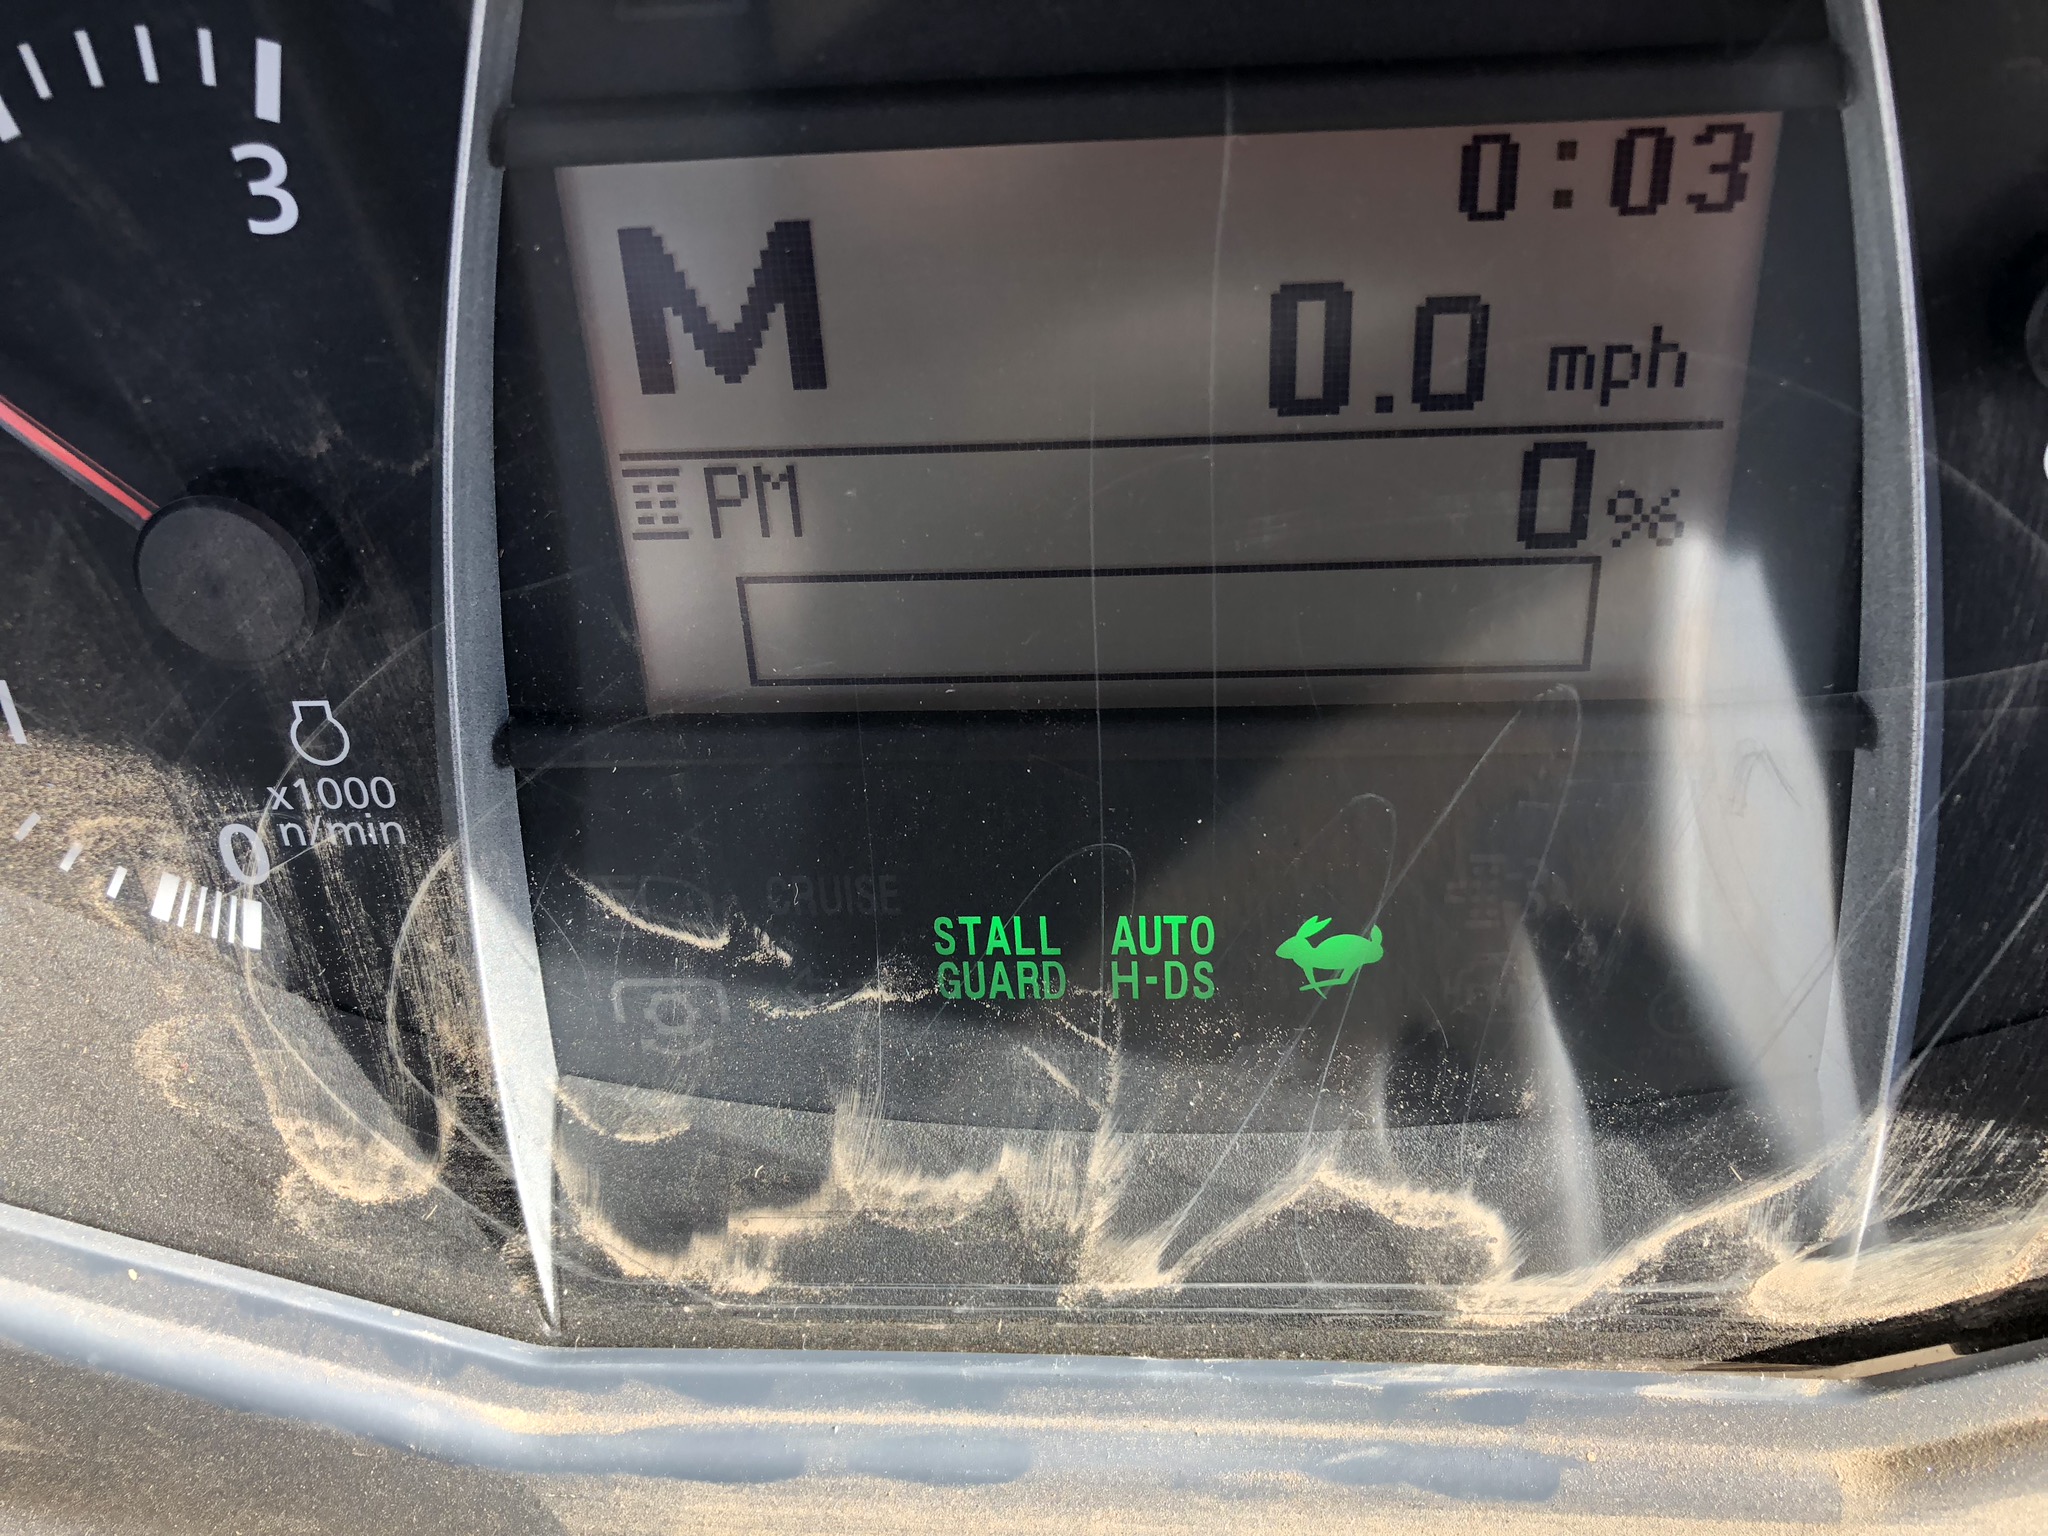 3
0:03
M
0.0 mph
PM
0%
x1000
n/min
0
CRUISE
STALL AUTO
GUARD H-DS